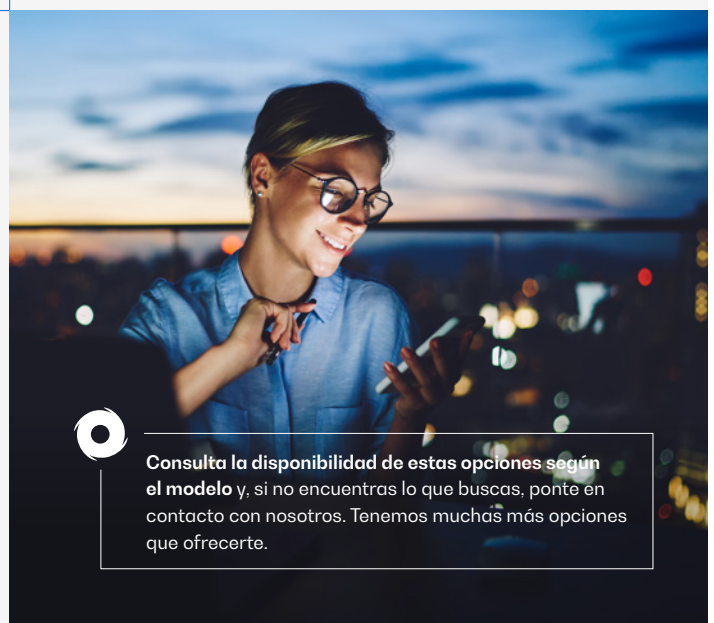 Consulta la disponibilidad de estas opciones según
el modelo y, si no encuentras lo que buscas, ponte en
contacto con nosotros. Tenemos muchas más opciones
que ofrecerte.